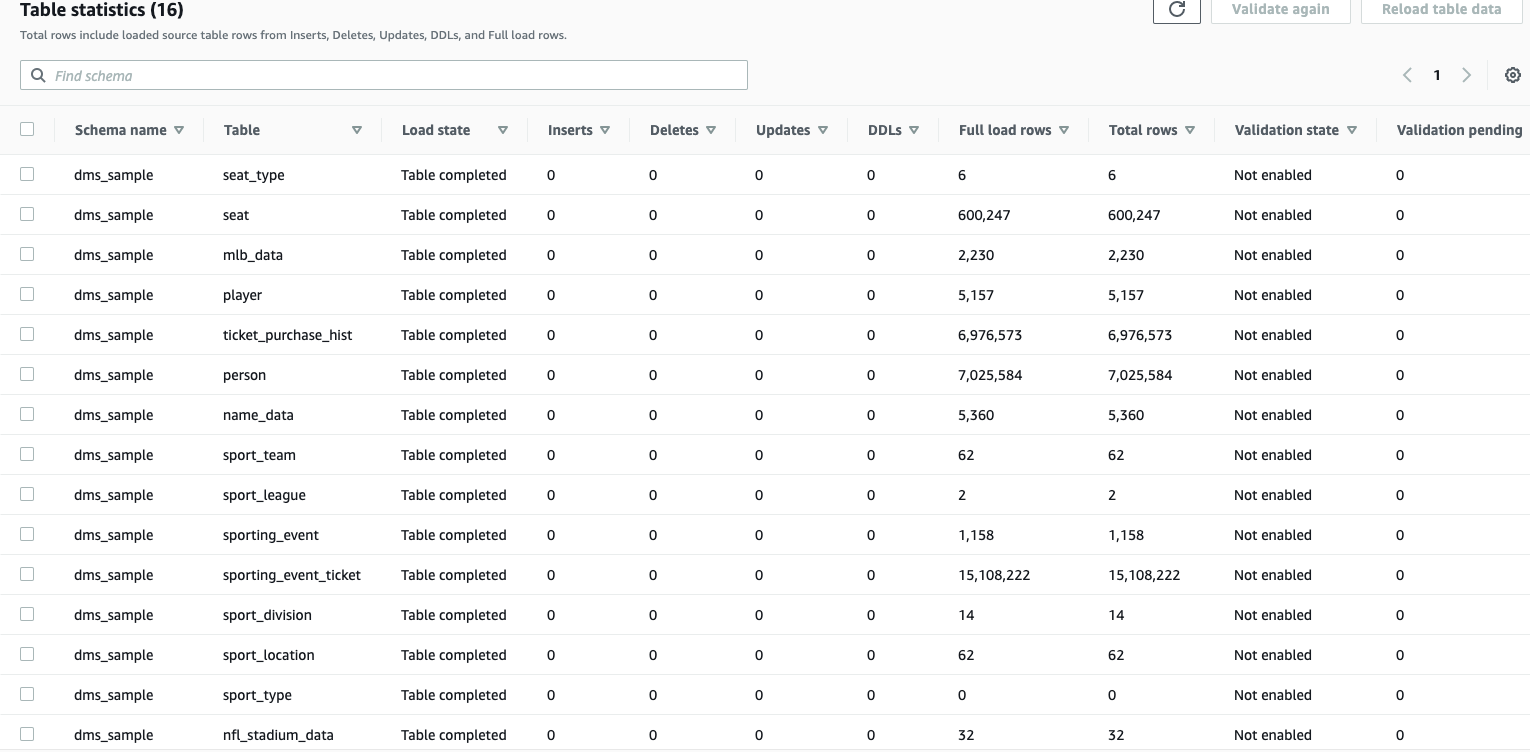 Table statistics (16)
Validate again
Reload table data
Total rows include loaded source table rows from Inserts, Deletes, Updates, DDLs, and Full load rows.
Find schema
1
Schema name Table Load state Inserts Deletes Updates DDLs Full load rows Total rows Validation state Validation pending
dms_sample seat_type Table completed 0 0 0 0 6 6 Not enabled 0
dms_sample seat Table completed 0 0 0 0 600,247 600,247 Not enabled 0
dms_sample mlb_data Table completed 0 0 0 0 2,230 2,230 Not enabled 0
dms_sample player Table completed 0 0 0 0 5,157 5,157 Not enabled 0
dms_sample ticket_purchase_hist Table completed 0 0 0 0 6,976,573 6,976,573 Not enabled 0
dms_sample person Table completed 0 0 0 0 7,025,584 7,025,584 Not enabled 0
dms_sample name_data Table completed 0 0 0 0 5,360 5,360 Not enabled 0
dms_sample sport_team Table completed 0 0 0 0 62 62 Not enabled 0
dms_sample sport_league Table completed 0 0 0 0 2 2 Not enabled 0
dms_sample sporting_event Table completed 0 0 0 0 1,158 1,158 Not enabled 0
dms_sample sporting_event_ticket Table completed 0 0 0 0 15,108,222 15,108,222 Not enabled 0
dms_sample sport_division Table completed 0 0 0 0 14 14 Not enabled 0
dms_sample sport_location Table completed 0 0 0 0 62 62 Not enabled 0
dms_sample sport_type Table completed 0 0 0 0 0 0 Not enabled 0
dms_sample nfl_stadium_data Table completed 0 0 0 0 32 32 Not enabled 0